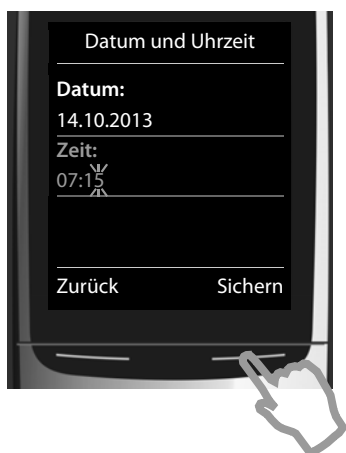 Datum und Uhrzeit
Datum:
14.10.2013
Zeit:
07:15
Zurück Sichern